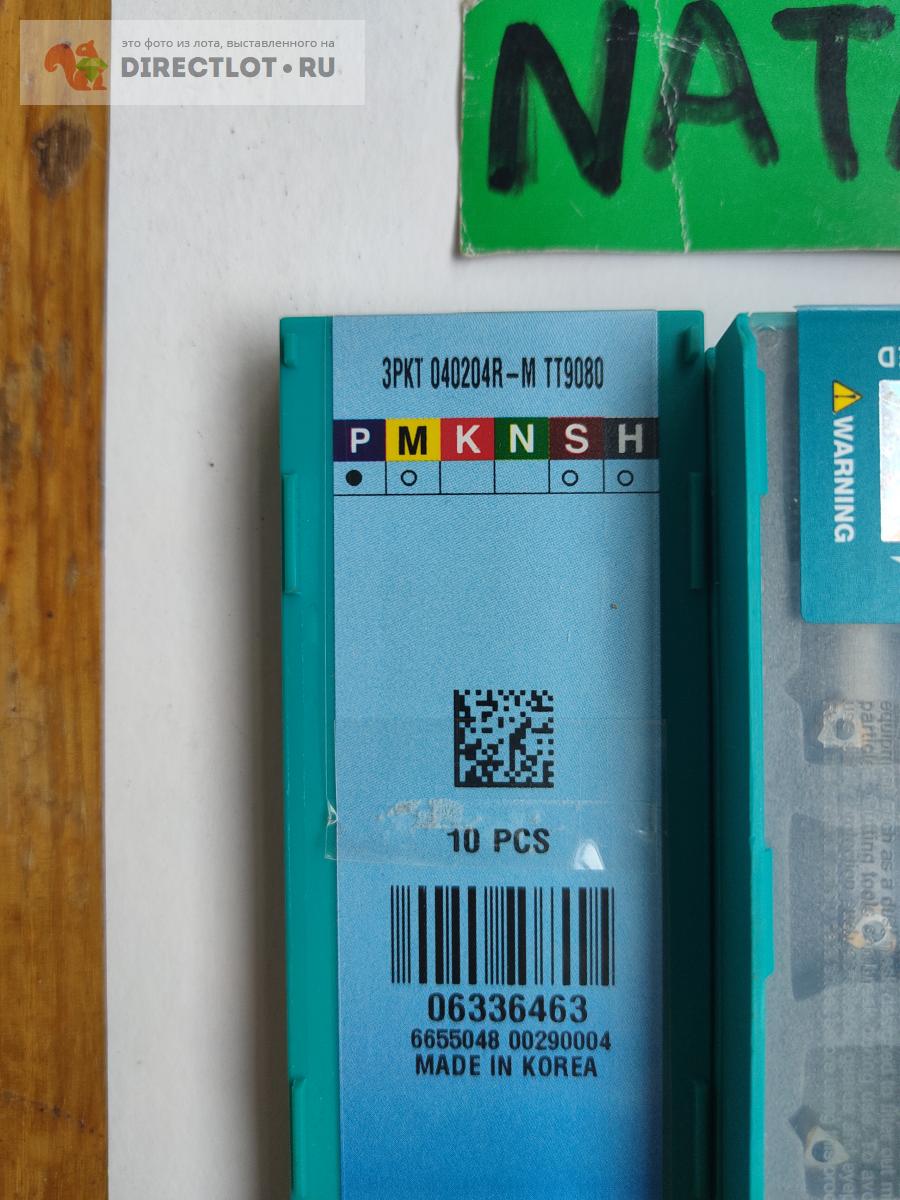 это фото из лота, выставленного на
DIRECTLOT•RU
NAT
3PKT 040204R-M TT9080
P M K N S H
WARNING
10 PCS
06336463
6655048 00290004
MADE IN KOREA